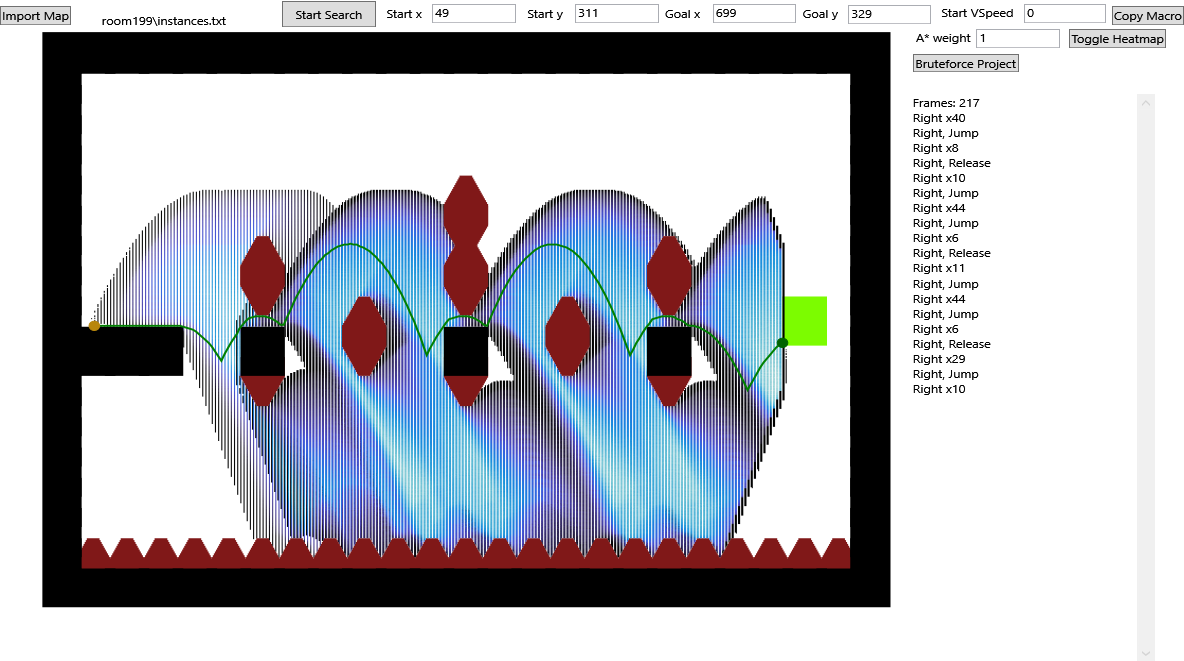 Import Map
room199\instances.txt
Start Search
Start x 49
Start y 311
Goal x 699
Goal y 329
Start VSpeed 0
Copy Macro
A* weight 1
Toggle Heatmap
Bruteforce Project
Frames: 217
Right x40
Right, Jump
Right x8
Right, Release
Right x10
Right, Jump
Right x44
Right, Jump
Right x6
Right, Release
Right x11
Right, Jump
Right x44
Right, Jump
Right x6
Right, Release
Right x29
Right, Jump
Right x10